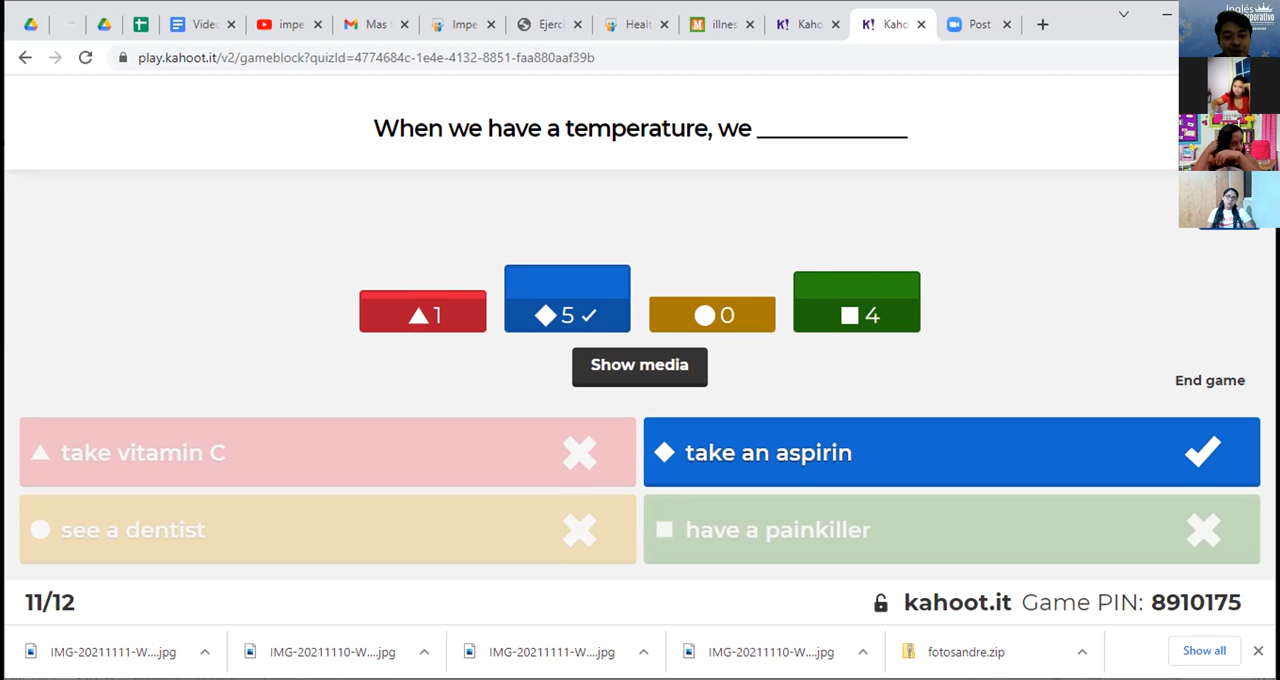 Video
impe
Mas
Impe
Ejerci
Healt
illnes
Kaho
Kaho
Post
play.kahoot.it/v2/gameblock?quizId=4774684c-1e4e-4132-8851-faa880aaf39b
Inglés
When we have a temperature, we ____________
1
5
0
4
Show media
End game
take vitamin C
take an aspirin
see a dentist
have a painkiller
11/12
kahoot.it Game PIN: 8910175
IMG-20211111-W....jpg
IMG-20211110-W....jpg
IMG-20211111-W....jpg
IMG-20211110-W....jpg
fotosandre.zip
Show all